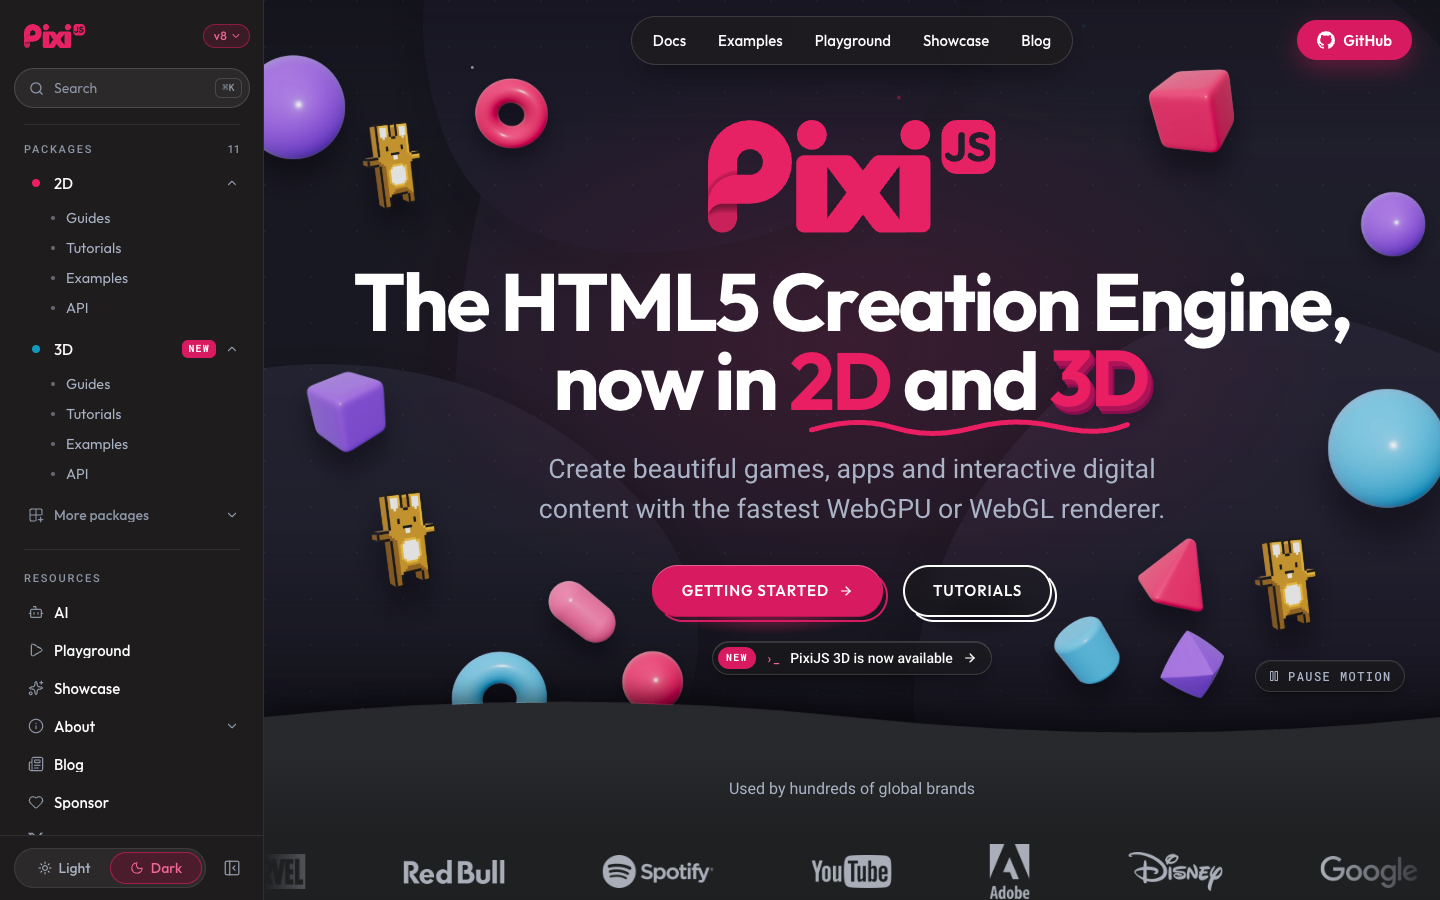 Pixi JS
v8
Search
⌘K
PACKAGES
11
2D
Guides
Tutorials
Examples
API
3D
NEW
Guides
Tutorials
Examples
API
More packages
RESOURCES
AI
Playground
Showcase
About
Blog
Sponsor
Light
Dark
Docs
Examples
Playground
Showcase
Blog
GitHub
Pixi JS
The HTML5 Creation Engine,
now in 2D and 3D
Create beautiful games, apps and interactive digital
content with the fastest WebGPU or WebGL renderer.
GETTING STARTED →
TUTORIALS
NEW ›_ PixiJS 3D is now available →
PAUSE MOTION
Used by hundreds of global brands
Red Bull
Spotify
YouTube
Adobe
Disney
Google